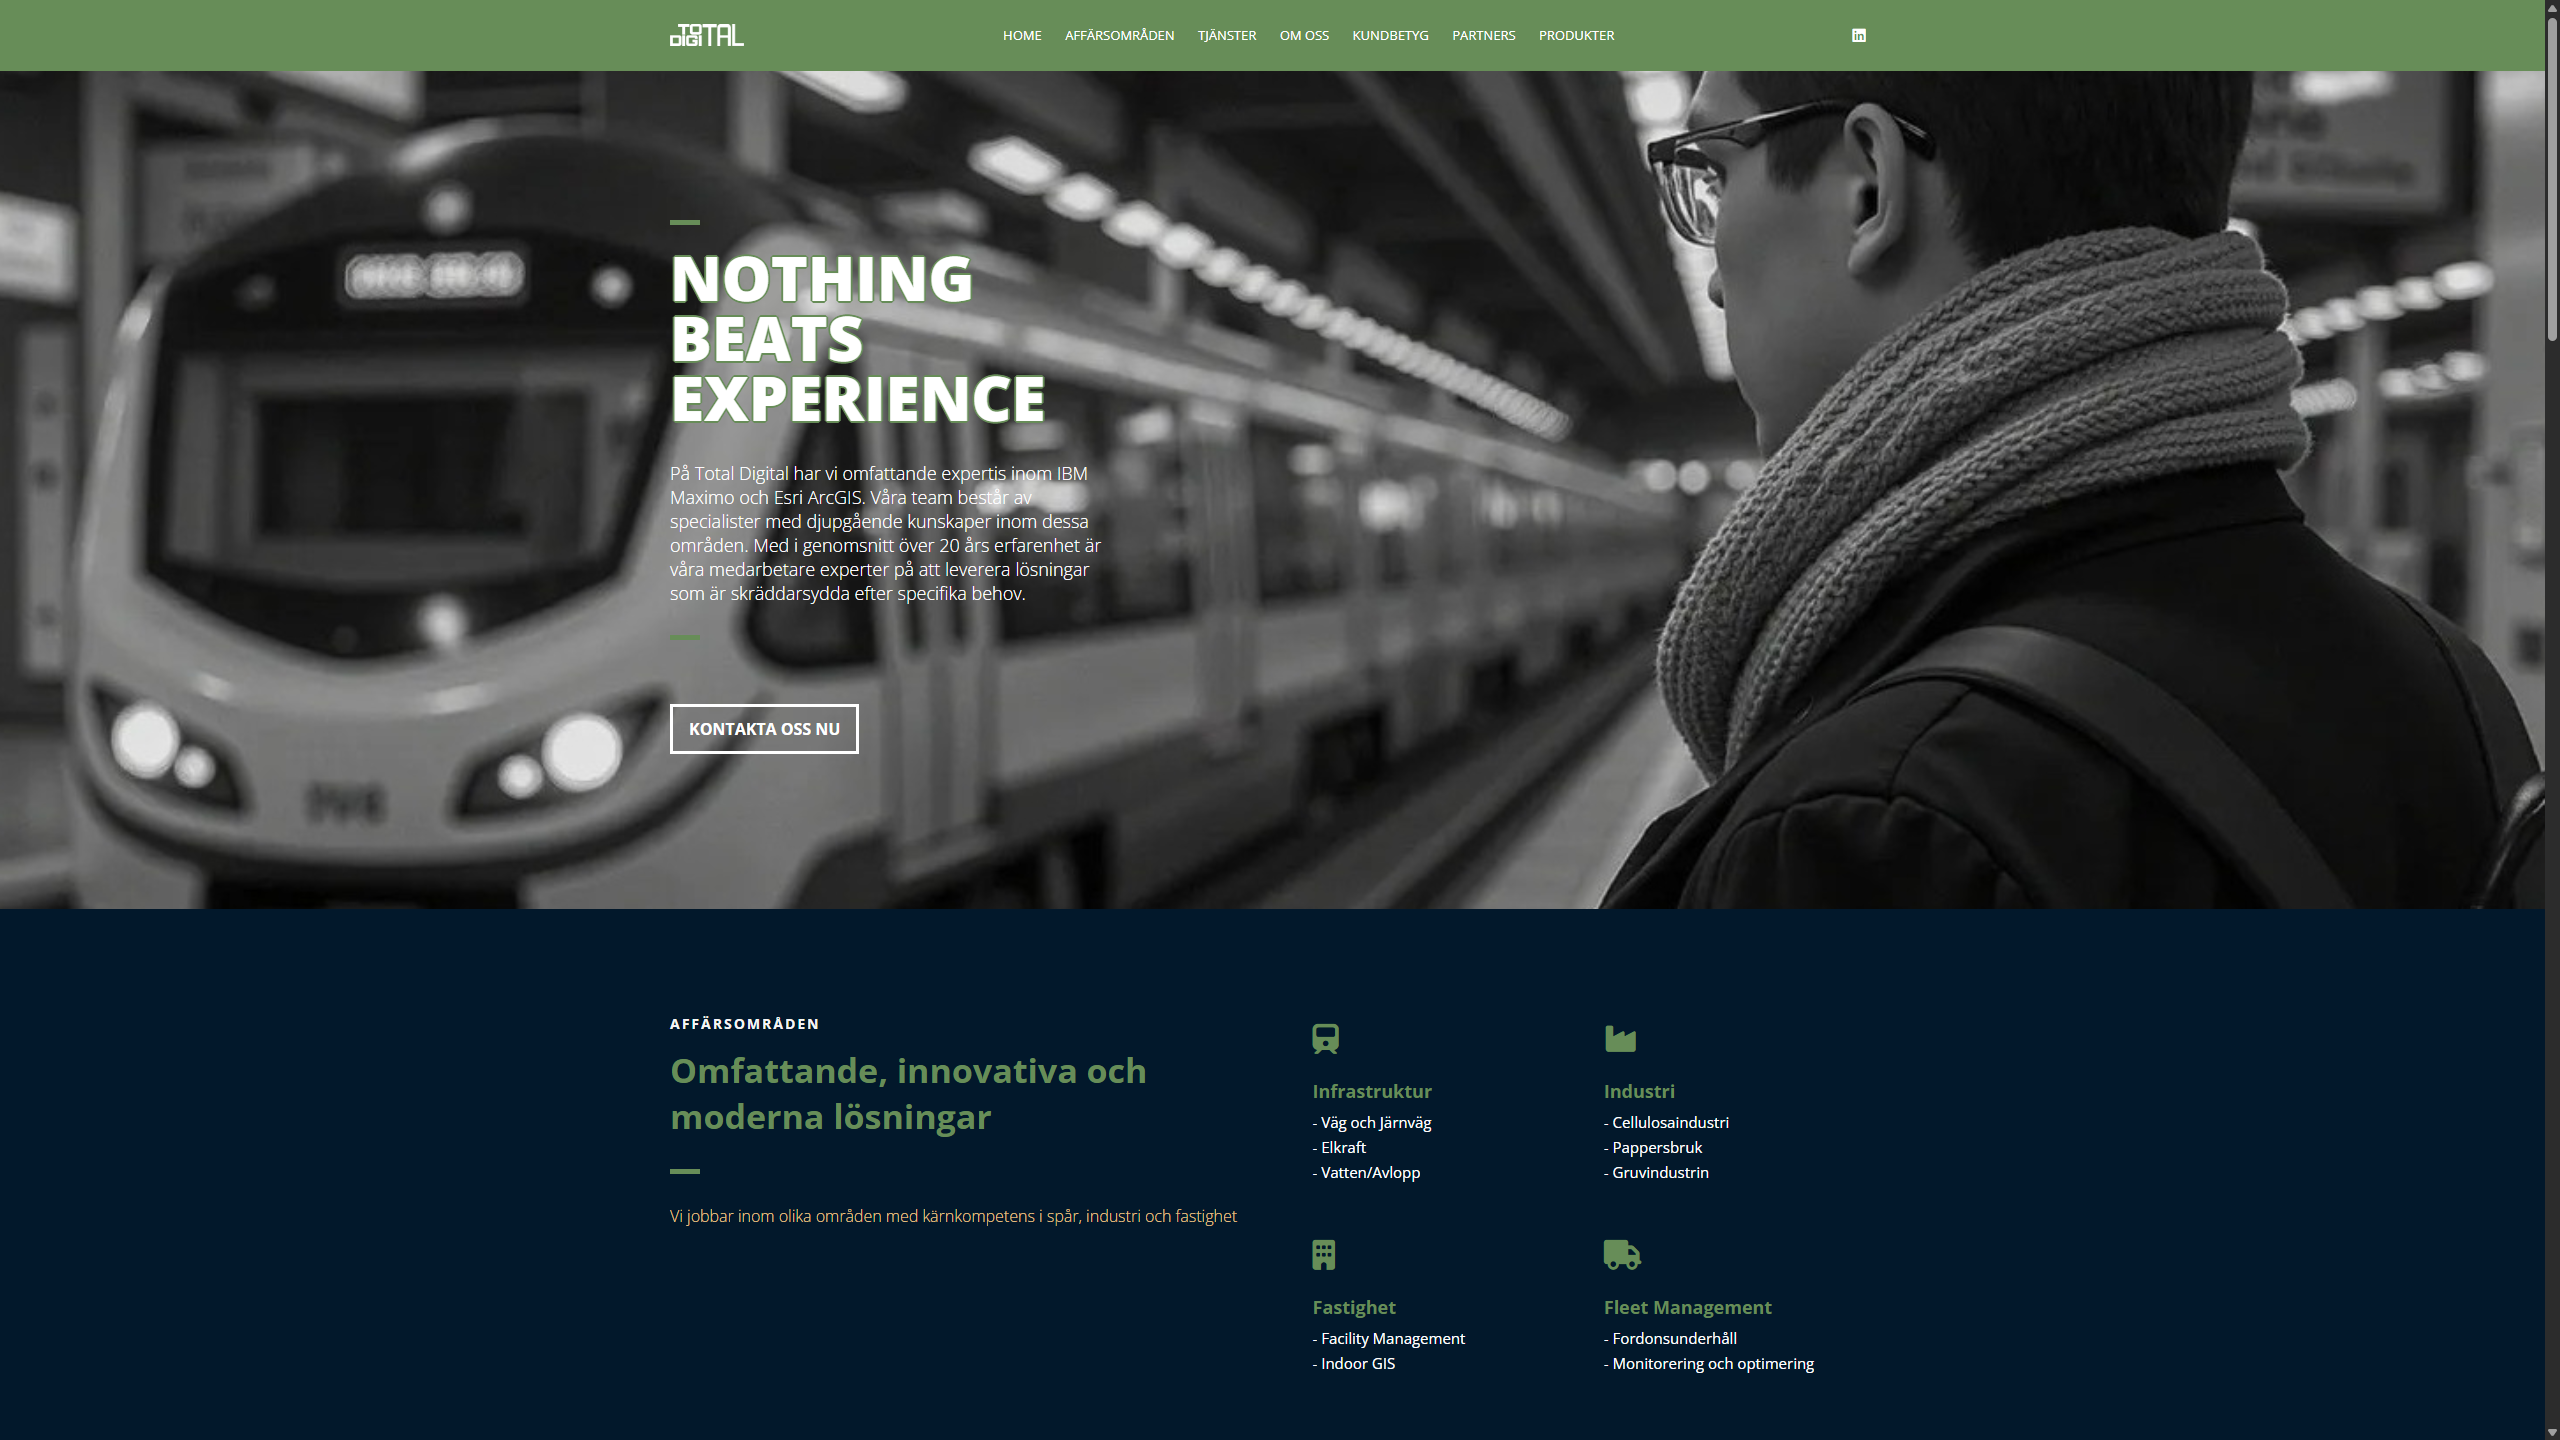 TOTAL DIGITAL
HOME AFFÄRSOMRÅDEN TJÄNSTER OM OSS KUNDBETYG PARTNERS PRODUKTER
NOTHING
BEATS
EXPERIENCE
På Total Digital har vi omfattande expertis inom IBM
Maximo och Esri ArcGIS. Våra team består av
specialister med djupgående kunskaper inom dessa
områden. Med i genomsnitt över 20 års erfarenhet är
våra medarbetare experter på att leverera lösningar
som är skräddarsydda efter specifika behov.
KONTAKTA OSS NU
AFFÄRSOMRÅDEN
Omfattande, innovativa och
moderna lösningar
Vi jobbar inom olika områden med kärnkompetens i spår, industri och fastighet
Infrastruktur
- Väg och Järnväg
- Elkraft
- Vatten/Avlopp
Industri
- Cellulosaindustri
- Pappersbruk
- Gruvindustrin
Fastighet
- Facility Management
- Indoor GIS
Fleet Management
- Fordonsunderhåll
- Monitorering och optimering